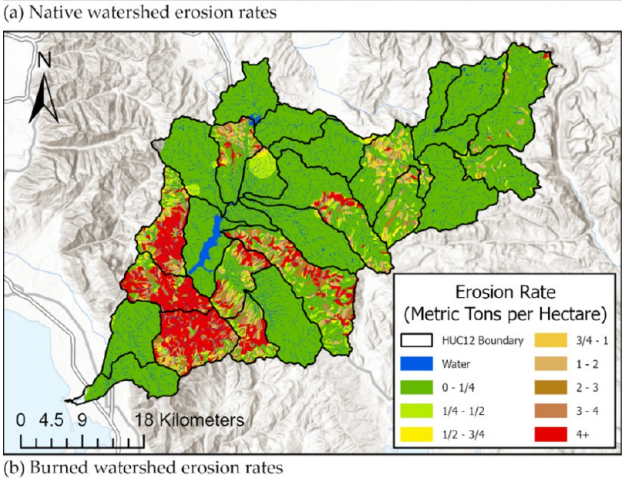 (a) Native watershed erosion rates
N
Erosion Rate
(Metric Tons per Hectare)
HUC12 Boundary
Water
0 - 1/4
1/4 - 1/2
1/2 - 3/4
3/4 - 1
1 - 2
2 - 3
3 - 4
4+
0 4.5 9 18 Kilometers
(b) Burned watershed erosion rates